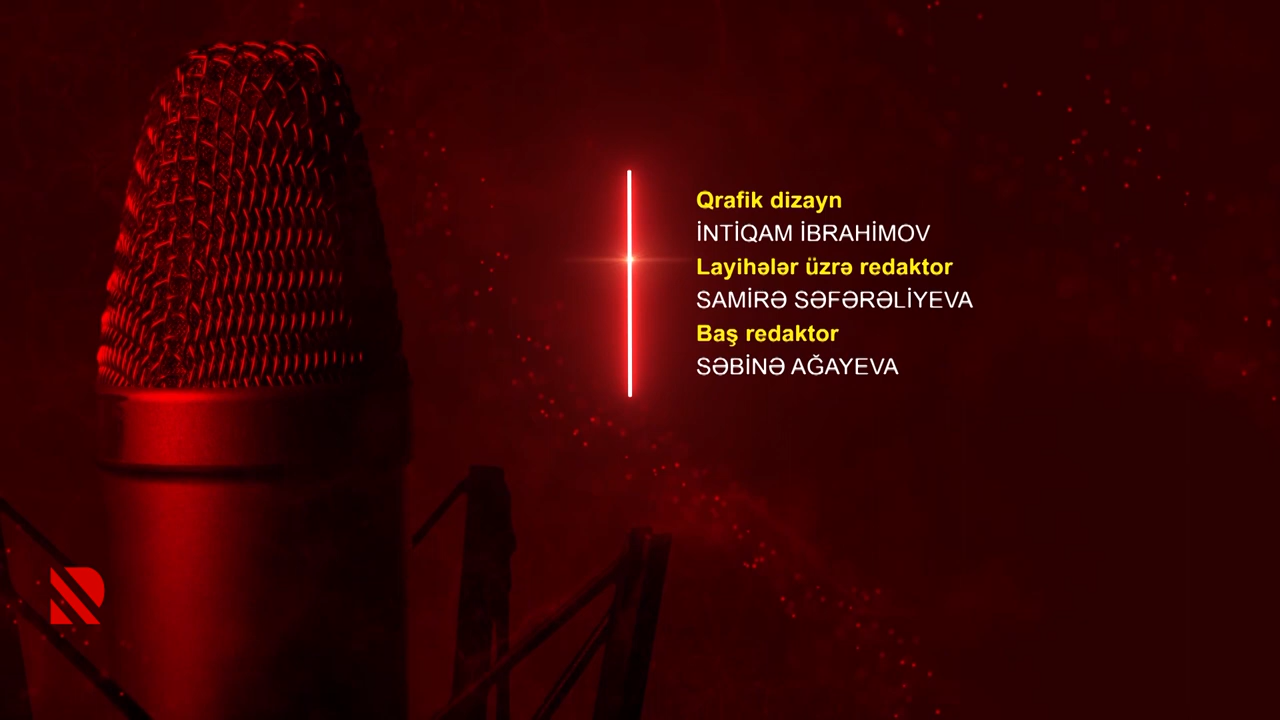 Qrafik dizayn
İNTİQAM İBRAHİMOV
Layihələr üzrə redaktor
SAMİRƏ SƏFƏRƏLİYEVA
Baş redaktor
SƏBİNƏ AĞAYEVA